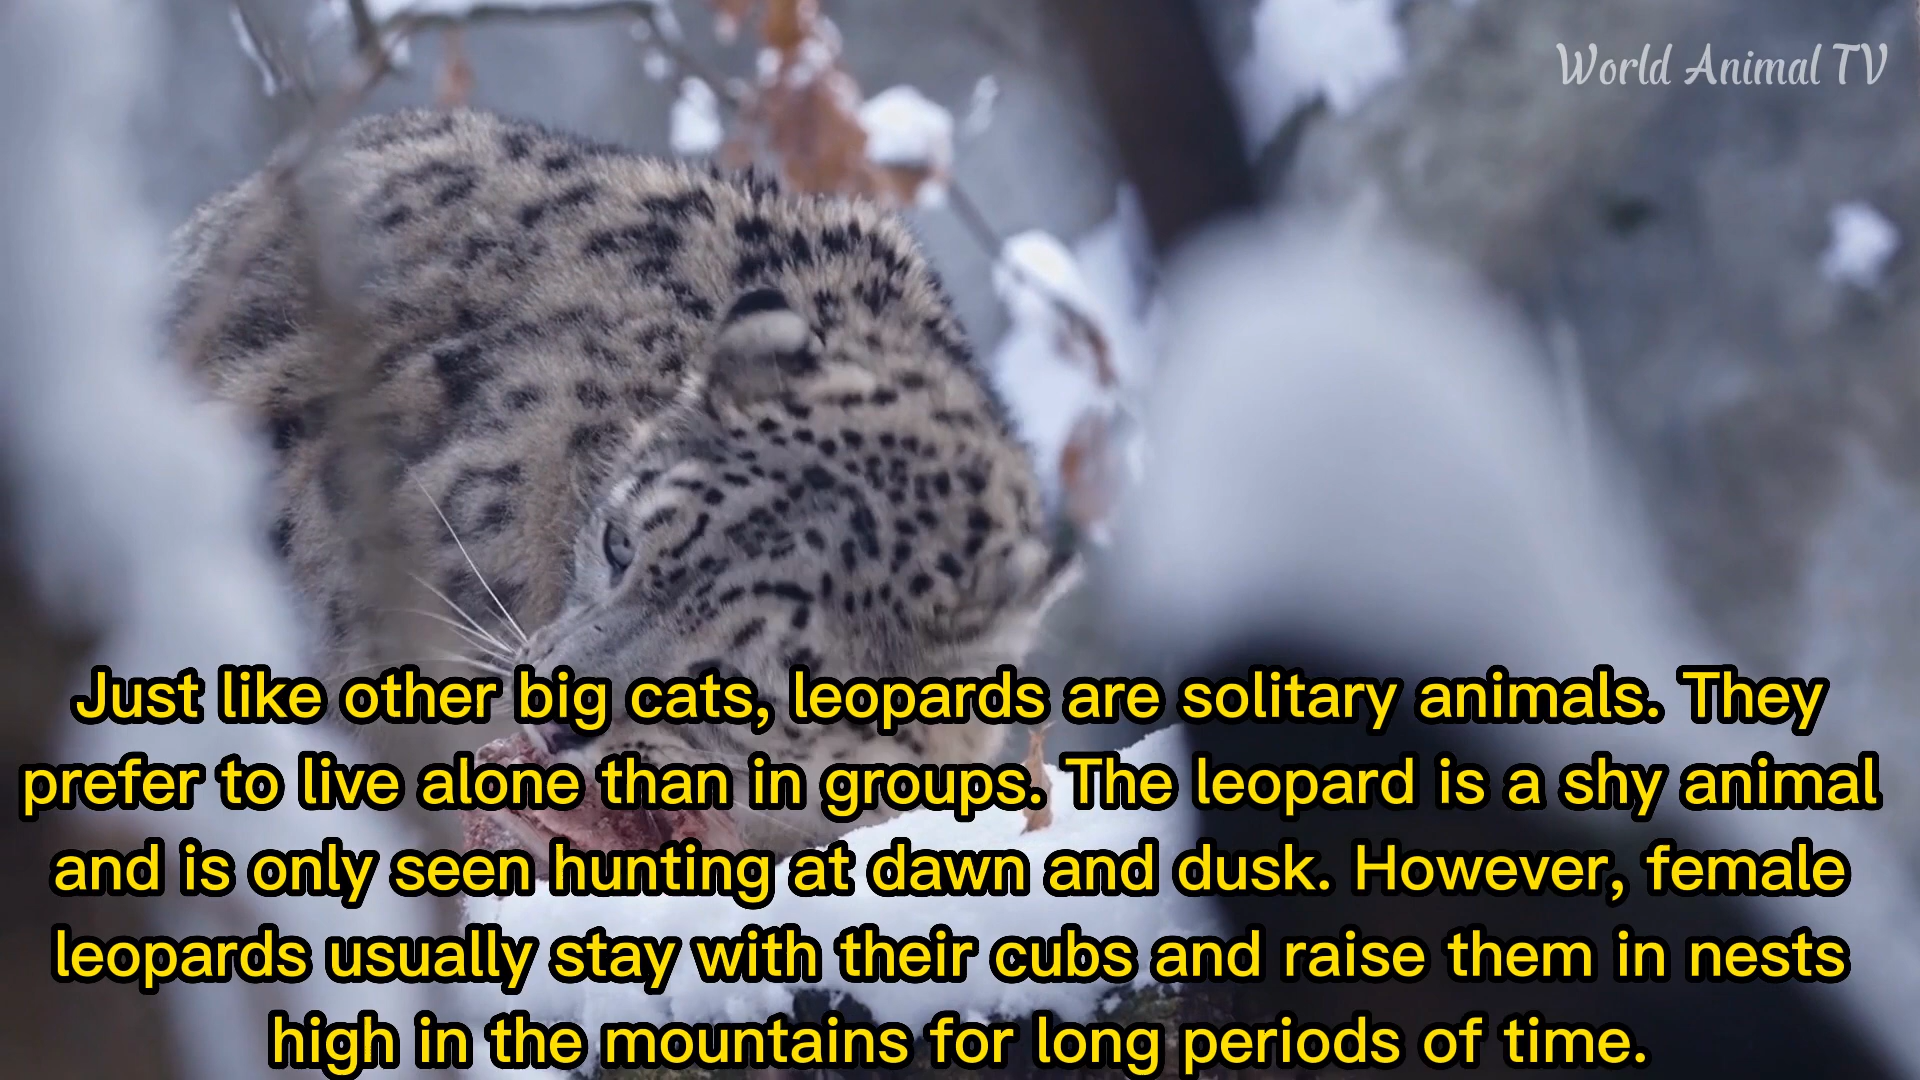 World Animal TV
Just like other big cats, leopards are solitary animals. They
prefer to live alone than in groups. The leopard is a shy animal
and is only seen hunting at dawn and dusk. However, female
leopards usually stay with their cubs and raise them in nests
high in the mountains for long periods of time.